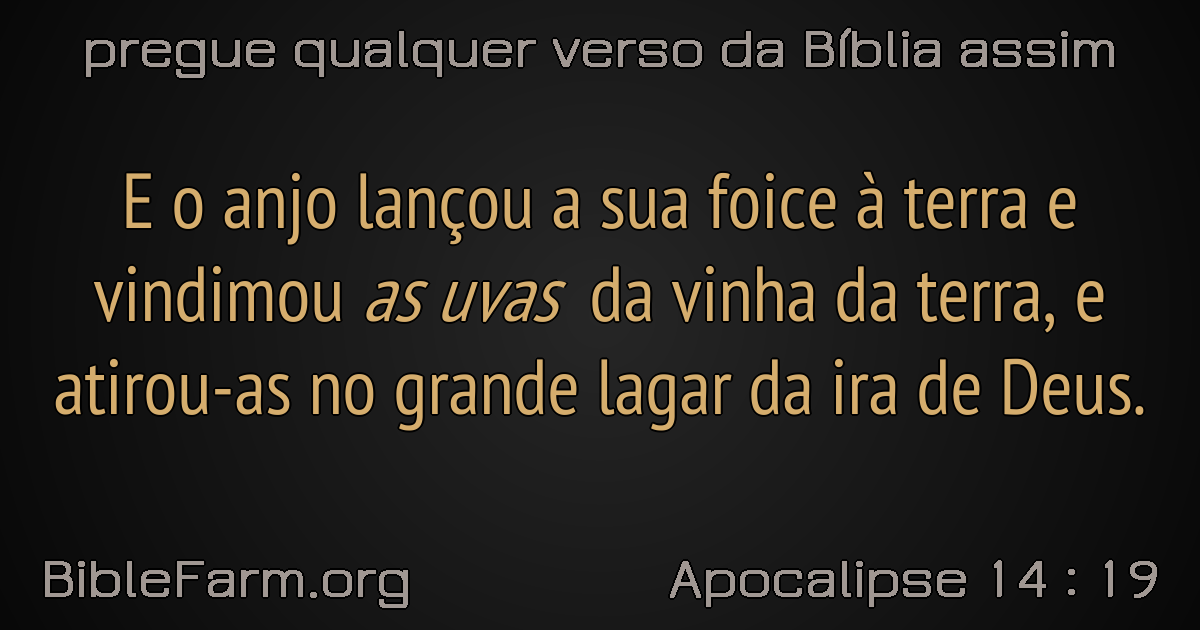 pregue qualquer verso da Bíblia assim
E o anjo lançou a sua foice à terra e
vindimou as uvas da vinha da terra, e
atirou-as no grande lagar da ira de Deus.
BibleFarm.org
Apocalipse 14 : 19